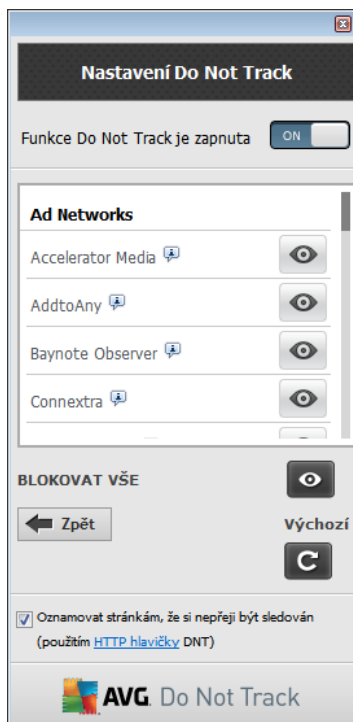 Nastavení Do Not Track
Funkce Do Not Track je zapnuta
ON
Ad Networks
Accelerator Media
AddtoAny
Baynote Observer
Connextra
BLOKOVAT VŠE
Zpět
Výchozí
Oznamovat stránkám, že si nepřeji být sledován
(použitím HTTP hlavičky DNT)
AVG. Do Not Track